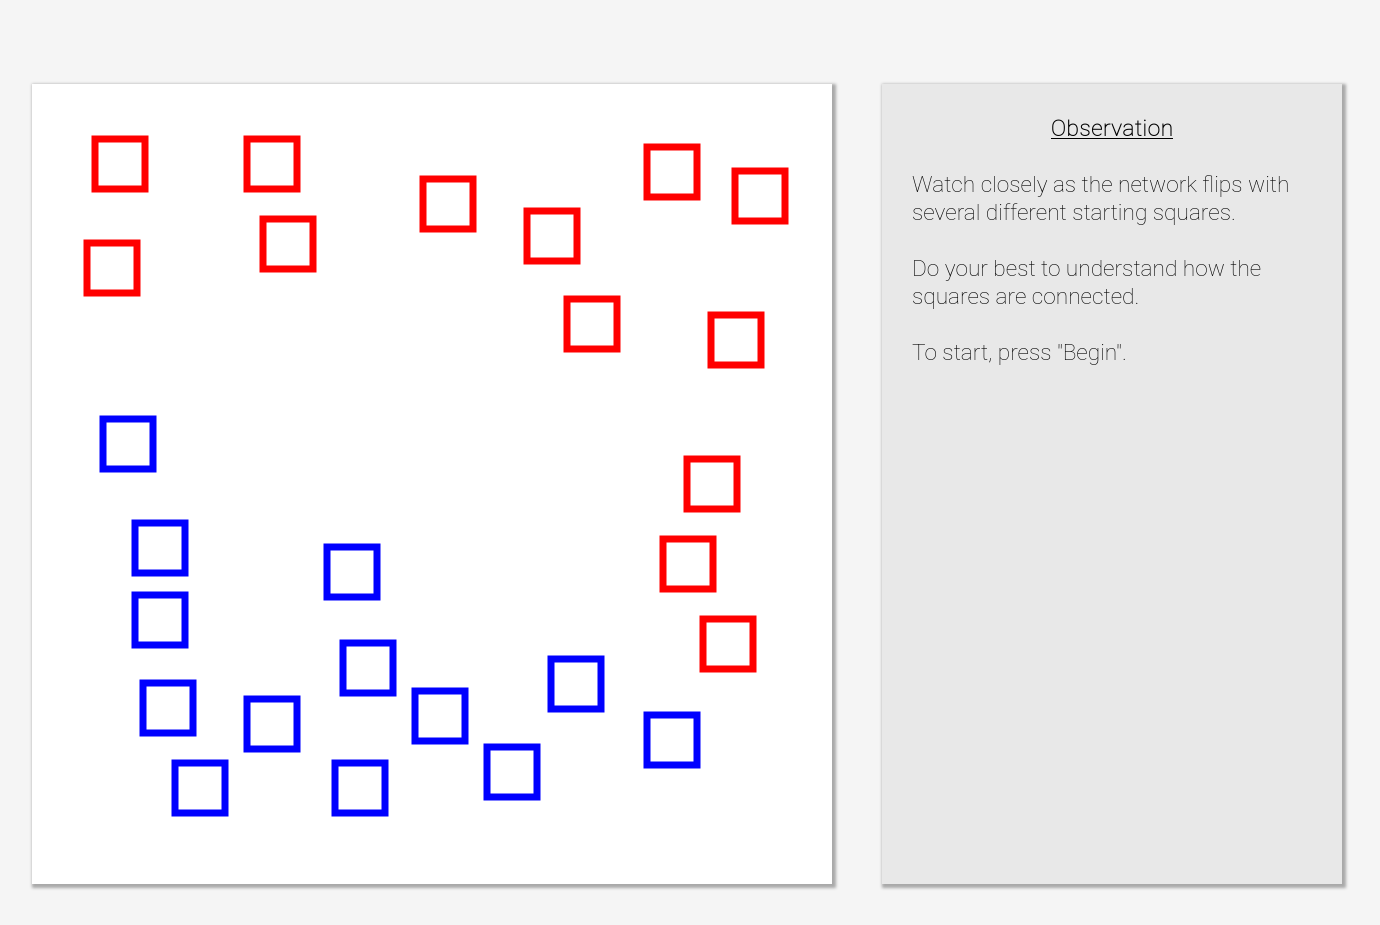 Observation
Watch closely as the network flips with
several different starting squares.
Do your best to understand how the
squares are connected.
To start, press "Begin".